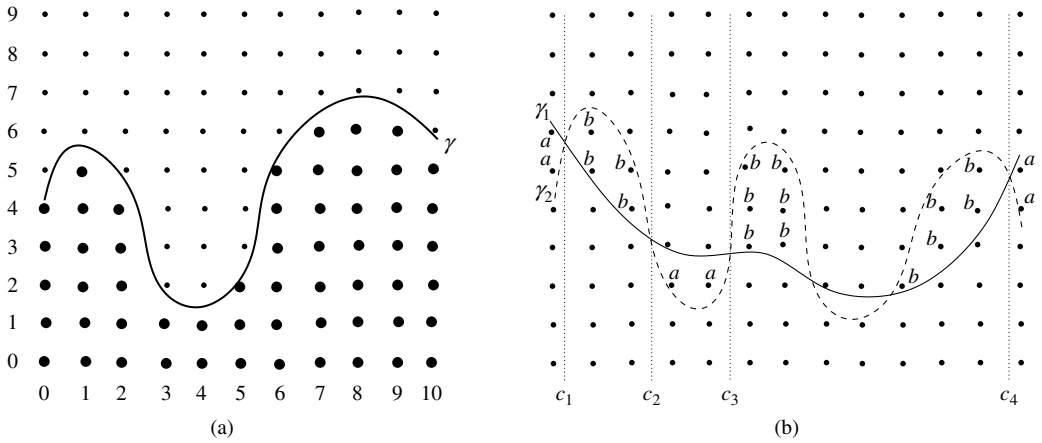 9
8
7
6
5
4
3
2
1
0
0 1 2 3 4 5 6 7 8 9 10
γ
(a)
γ₁
b
a
a b b b b b a
γ₂ b b b b b a
b b b
a a b
c₁ c₂ c₃ c₄
(b)